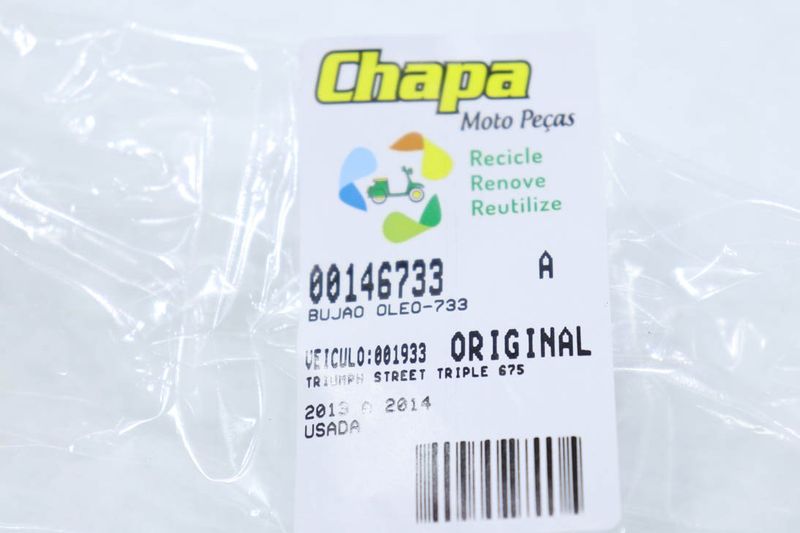 Chapa
Moto Peças
Recicle
Renove
Reutilize
00146733 A
BUJAO OLEO-733
VEICULO:001933 ORIGINAL
TRIUMPH STREET TRIPLE 675
2013 A 2014
USADA